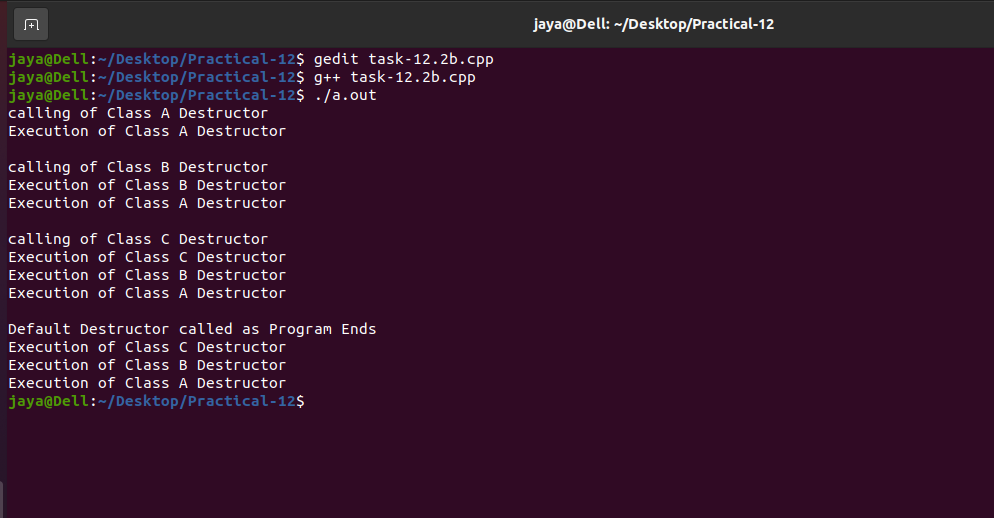 jaya@Dell: ~/Desktop/Practical-12
jaya@Dell:~/Desktop/Practical-12$ gedit task-12.2b.cpp
jaya@Dell:~/Desktop/Practical-12$ g++ task-12.2b.cpp
jaya@Dell:~/Desktop/Practical-12$ ./a.out
calling of Class A Destructor
Execution of Class A Destructor

calling of Class B Destructor
Execution of Class B Destructor
Execution of Class A Destructor

calling of Class C Destructor
Execution of Class C Destructor
Execution of Class B Destructor
Execution of Class A Destructor

Default Destructor called as Program Ends
Execution of Class C Destructor
Execution of Class B Destructor
Execution of Class A Destructor
jaya@Dell:~/Desktop/Practical-12$